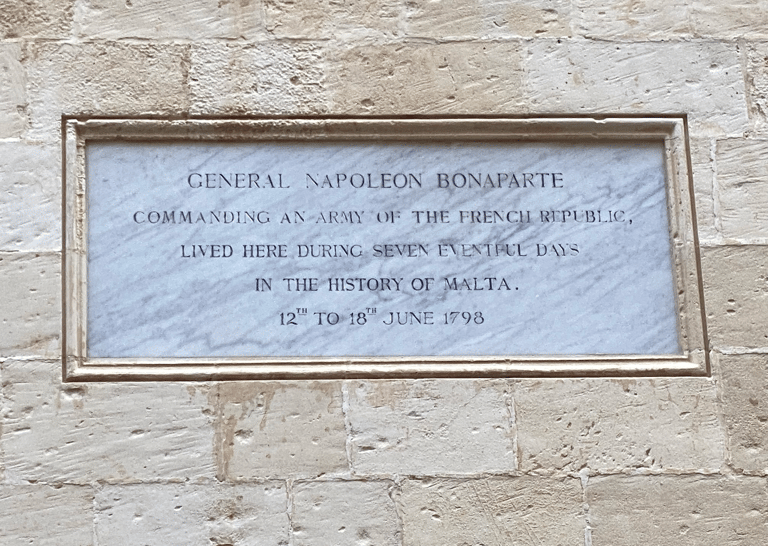 GENERAL NAPOLEON BONAPARTE
COMMANDING AN ARMY OF THE FRENCH REPUBLIC,
LIVED HERE DURING SEVEN EVENTFUL DAYS
IN THE HISTORY OF MALTA.
12TH TO 18TH JUNE 1798